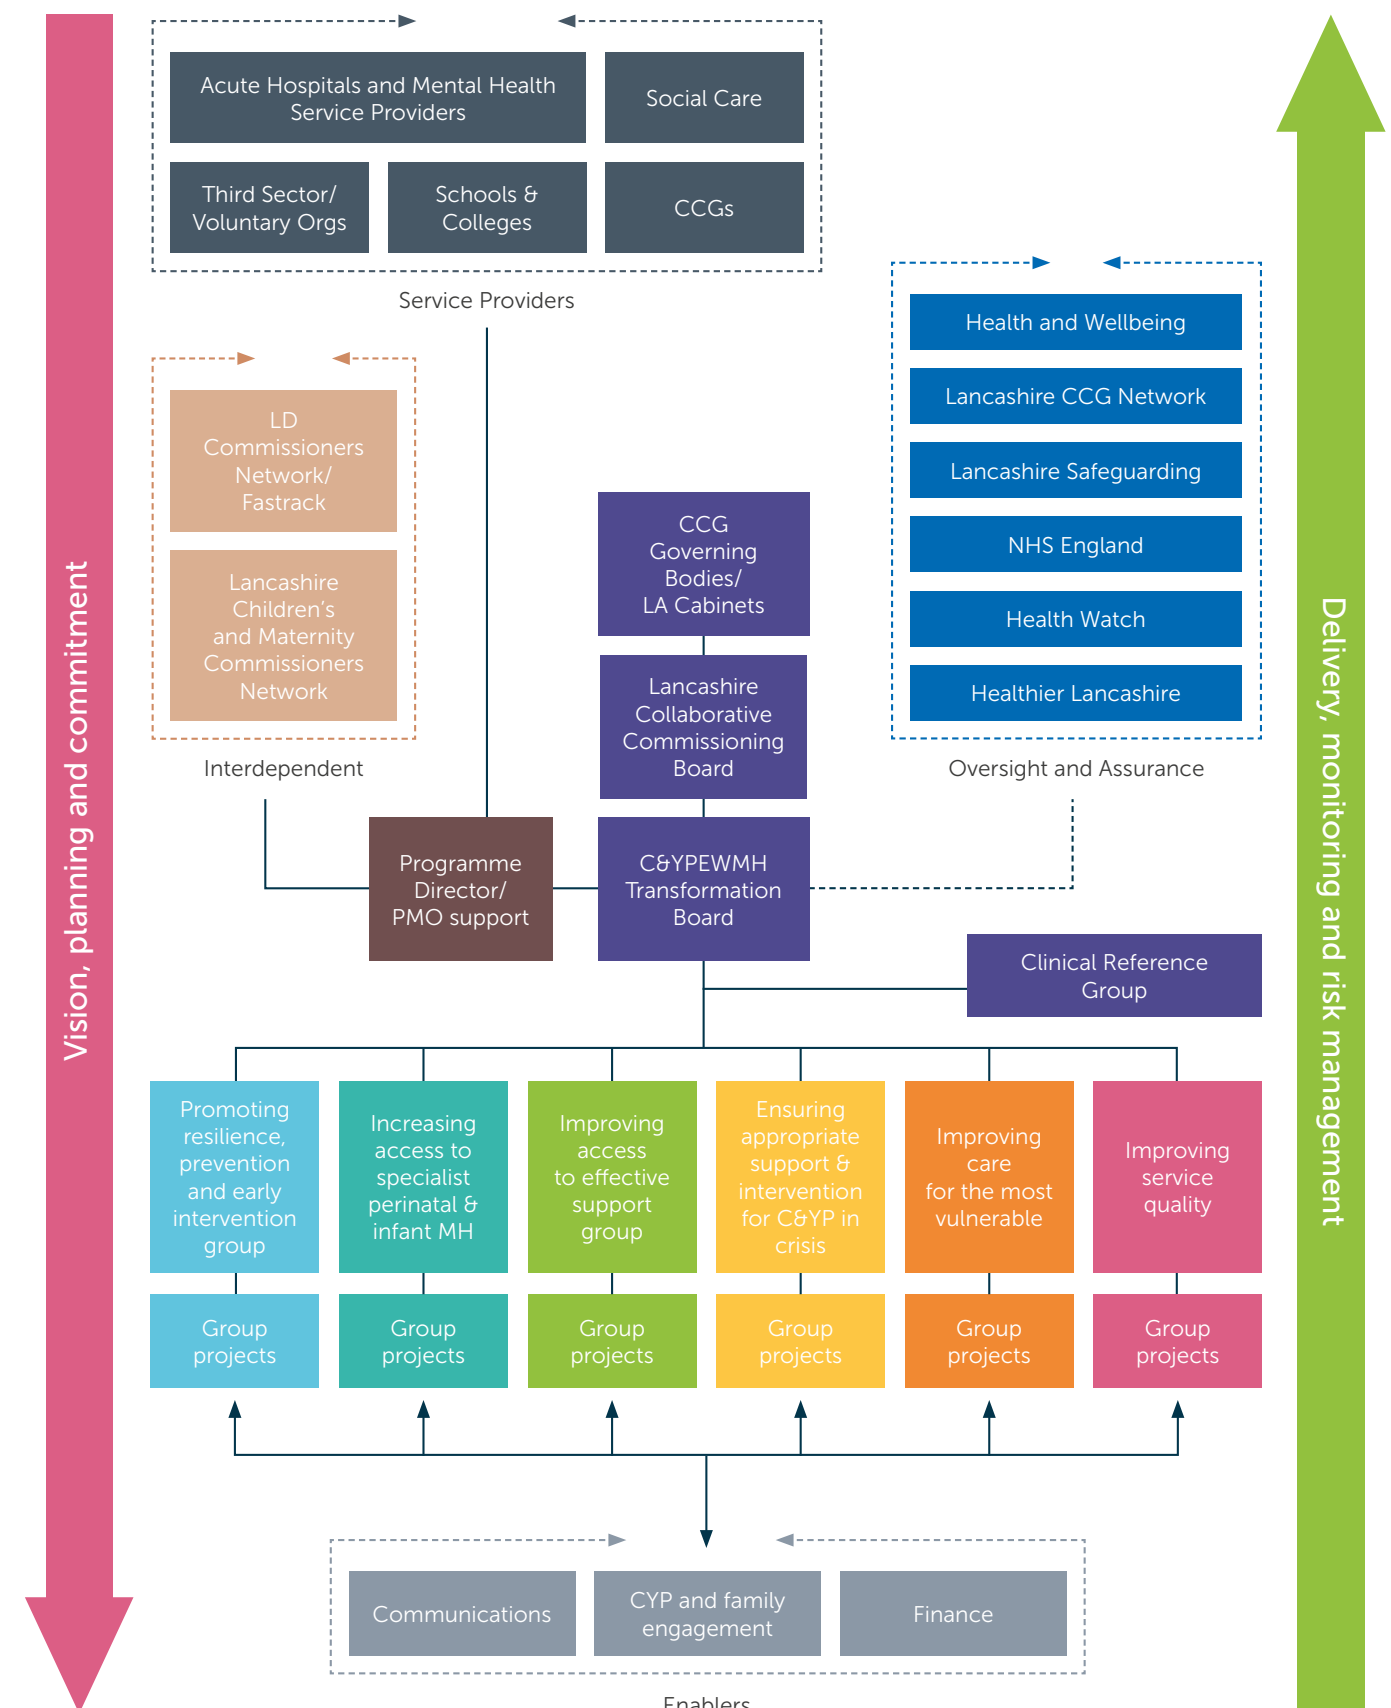 Vision, planning and commitment
Acute Hospitals and Mental Health
Service Providers
Social Care
Third Sector/
Voluntary Orgs
Schools &
Colleges
CCGs
Service Providers
LD
Commissioners
Network/
Fastrack
Lancashire
Children's
and Maternity
Commissioners
Network
Interdependent
CCG
Governing
Bodies/
LA Cabinets
Lancashire
Collaborative
Commissioning
Board
Health and Wellbeing
Lancashire CCG Network
Lancashire Safeguarding
NHS England
Health Watch
Healthier Lancashire
Oversight and Assurance
Programme
Director/
PMO support
C&YPEWMH
Transformation
Board
Clinical Reference
Group
Promoting
resilience,
prevention
and early
intervention
group
Increasing
access to
specialist
perinatal &
infant MH
Improving
access
to effective
support
group
Ensuring
appropriate
support &
intervention
for C&YP in
crisis
Improving
care
for the most
vulnerable
Improving
service
quality
Group
projects
Group
projects
Group
projects
Group
projects
Group
projects
Group
projects
Communications
CYP and family
engagement
Finance
Enablers
Delivery, monitoring and risk management